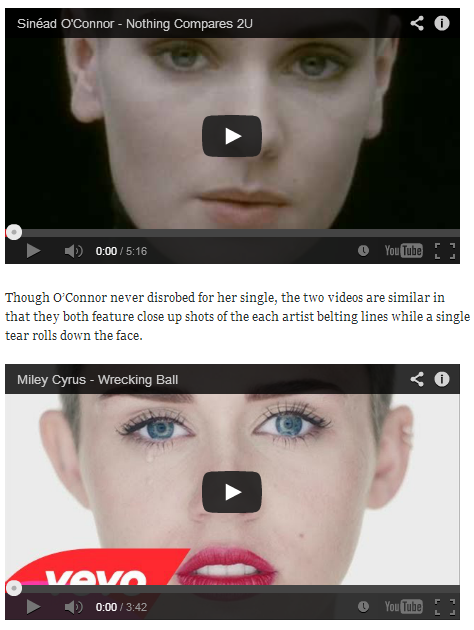 Sinéad O'Connor - Nothing Compares 2U
0:00 / 5:16
YouTube
Though O’Connor never disrobed for her single, the two videos are similar in
that they both feature close up shots of the each artist belting lines while a single
tear rolls down the face.
Miley Cyrus - Wrecking Ball
vevo
0:00 / 3:42
YouTube